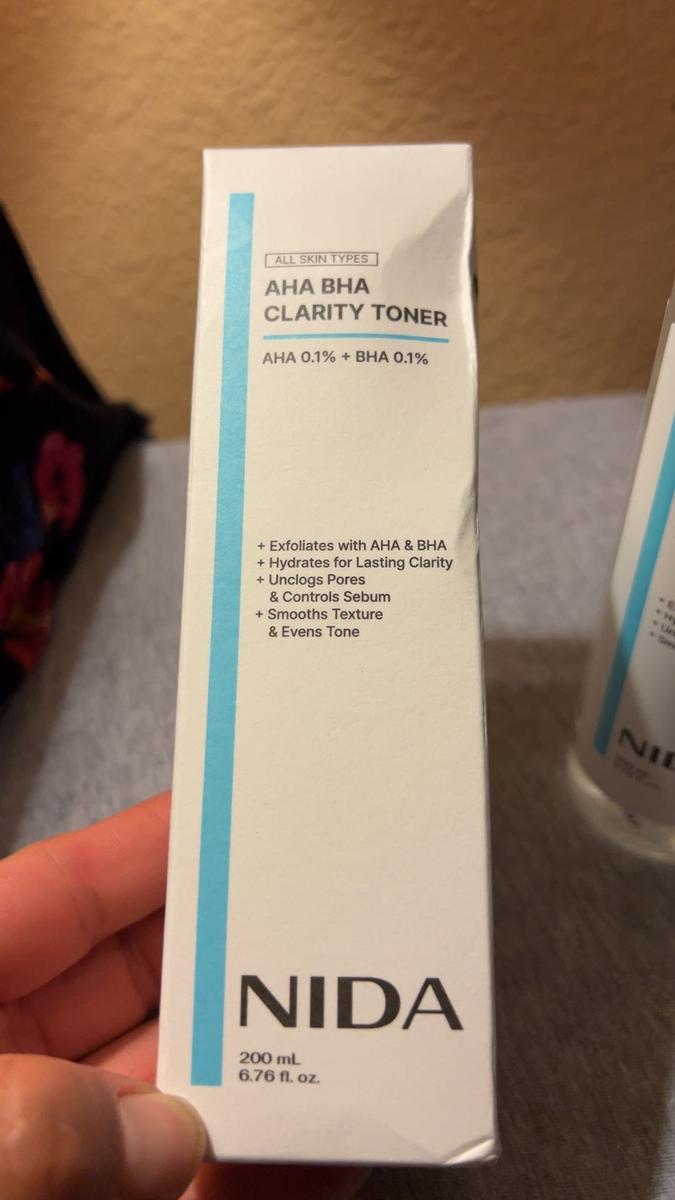 ALL SKIN TYPES
AHA BHA
CLARITY TONER
AHA 0.1% + BHA 0.1%
+ Exfoliates with AHA & BHA
+ Hydrates for Lasting Clarity
+ Unclogs Pores
& Controls Sebum
+ Smooths Texture
& Evens Tone
NIDA
200 mL
6.76 fl. oz.